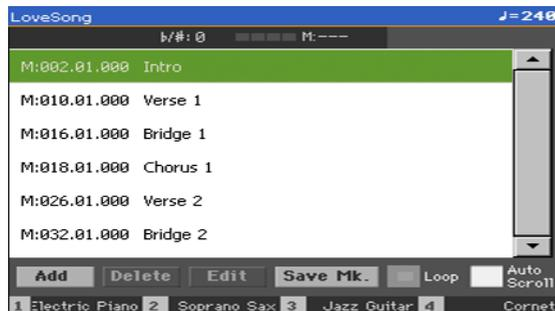 LoveSong ♩=240
♭/#: 0 M:---
M:002.01.000 Intro
M:010.01.000 Verse 1
M:016.01.000 Bridge 1
M:018.01.000 Chorus 1
M:026.01.000 Verse 2
M:032.01.000 Bridge 2
Add Delete Edit Save Mk. Loop Auto Scroll
1 Electric Piano 2 Soprano Sax 3 Jazz Guitar 4 Cornet